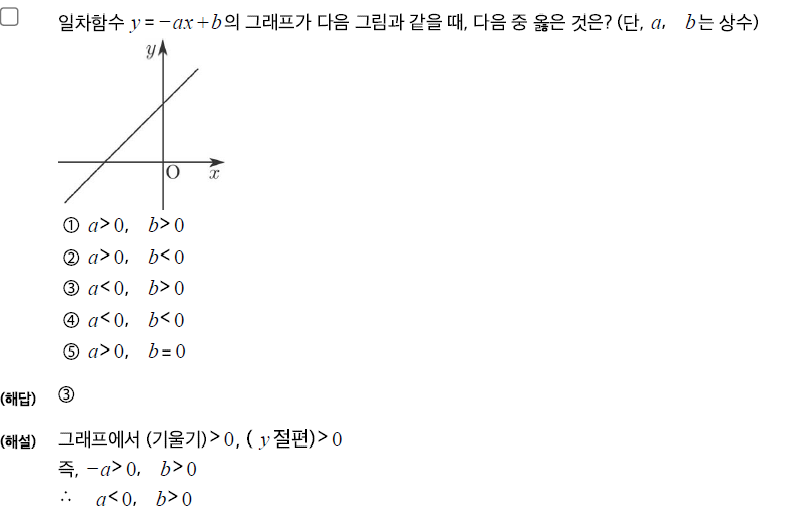 일차함수 y=-ax+b의 그래프가 다음 그림과 같을 때, 다음 중 옳은 것은? (단, a, b는 상수)
y
O
x
① a>0, b>0
② a>0, b<0
③ a<0, b>0
④ a<0, b<0
⑤ a>0, b=0
(해답) ③
(해설) 그래프에서 (기울기)>0, ( y절편)>0
즉, -a>0, b>0
∴ a<0, b>0